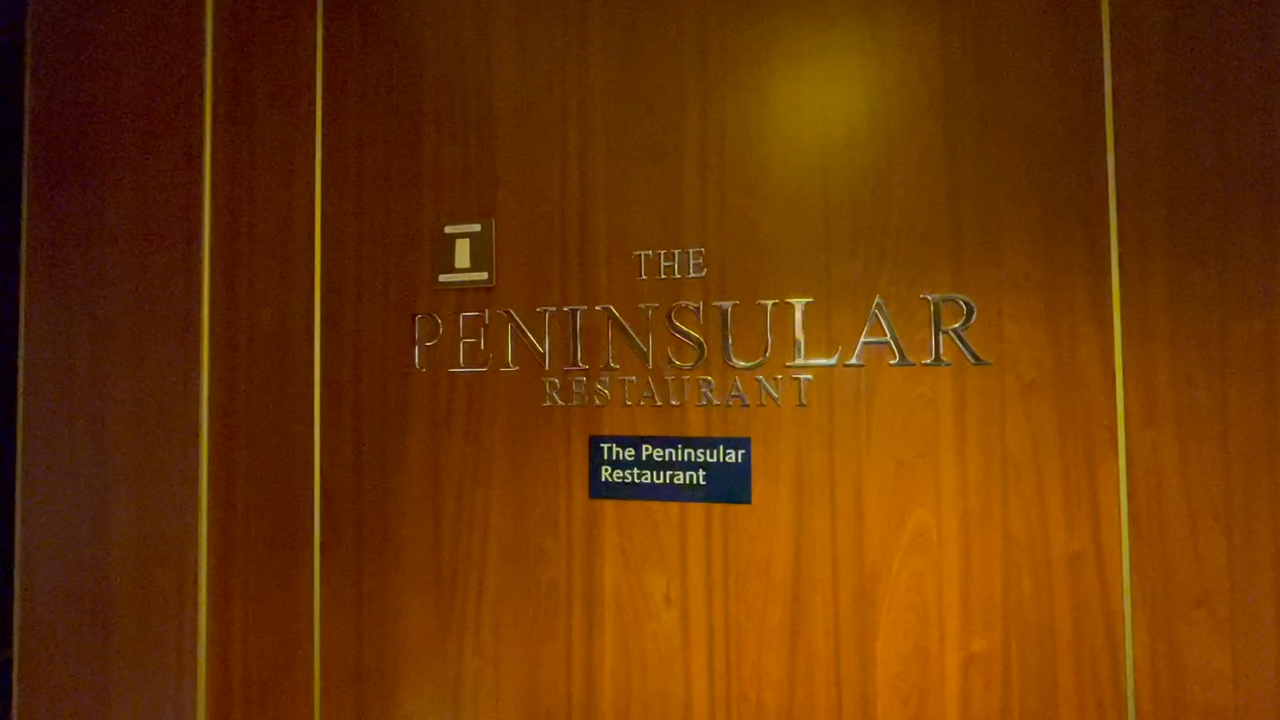 THE
PENINSULAR
RESTAURANT
The Peninsular
Restaurant